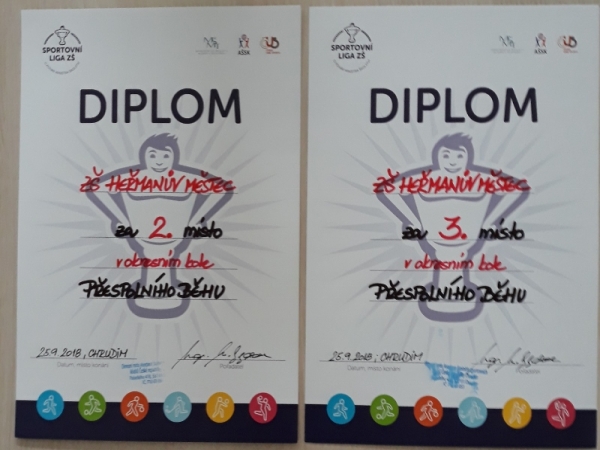 SPORTOVNÍ
LIGA ZŠ
DIPLOM
ZŠ HEŘMANŮV MĚSTEC
za 2. místo
v okresním kole
PŘESPOLNÍHO BĚHU
25.9.2018, CHRUDIM
Datum, místo konání
Pořadatel
SPORTOVNÍ
LIGA ZŠ
AŠSK
DIPLOM
ZŠ HEŘMANŮV MĚSTEC
za 3. místo
v okresním kole
PŘESPOLNÍHO BĚHU
25.9.2018, CHRUDIM
Datum, místo konání
Pořadatel